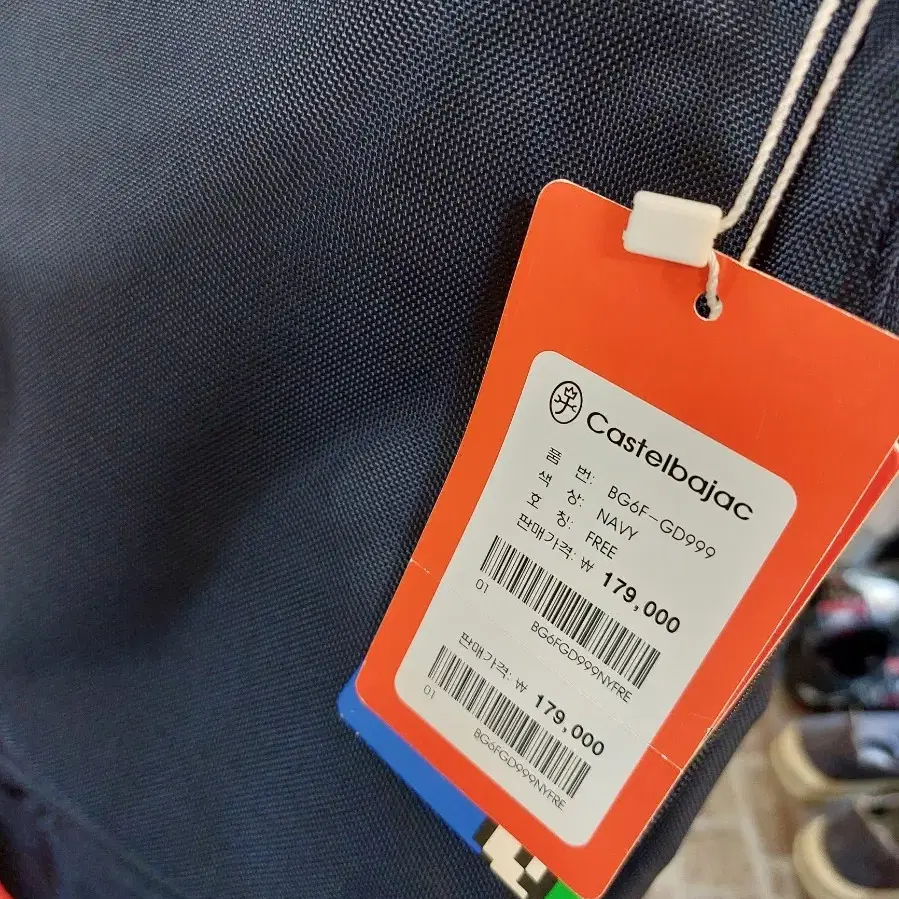 Castelbajac
품 번: BG6F-GD999
색 상: NAVY
호 칭: FREE
판매가격: ₩ 179,000
01
BG6FGD999NYFRE
판매가격: ₩ 179,000
01
BG6FGD999NYFRE